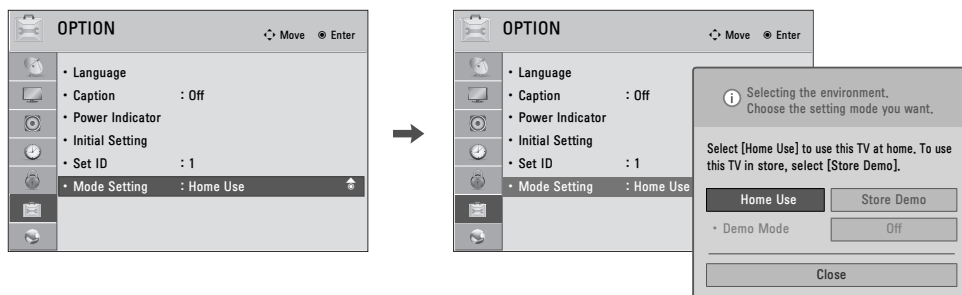 OPTION
Move Enter
• Language
• Caption : Off
• Power Indicator
• Initial Setting
• Set ID : 1
• Mode Setting : Home Use
OPTION
Move Enter
• Language
• Caption : Off
• Power Indicator
• Initial Setting
• Set ID : 1
• Mode Setting : Home Use
i Selecting the environment.
Choose the setting mode you want.
Select [Home Use] to use this TV at home. To use
this TV in store, select [Store Demo].
Home Use Store Demo
• Demo Mode Off
Close